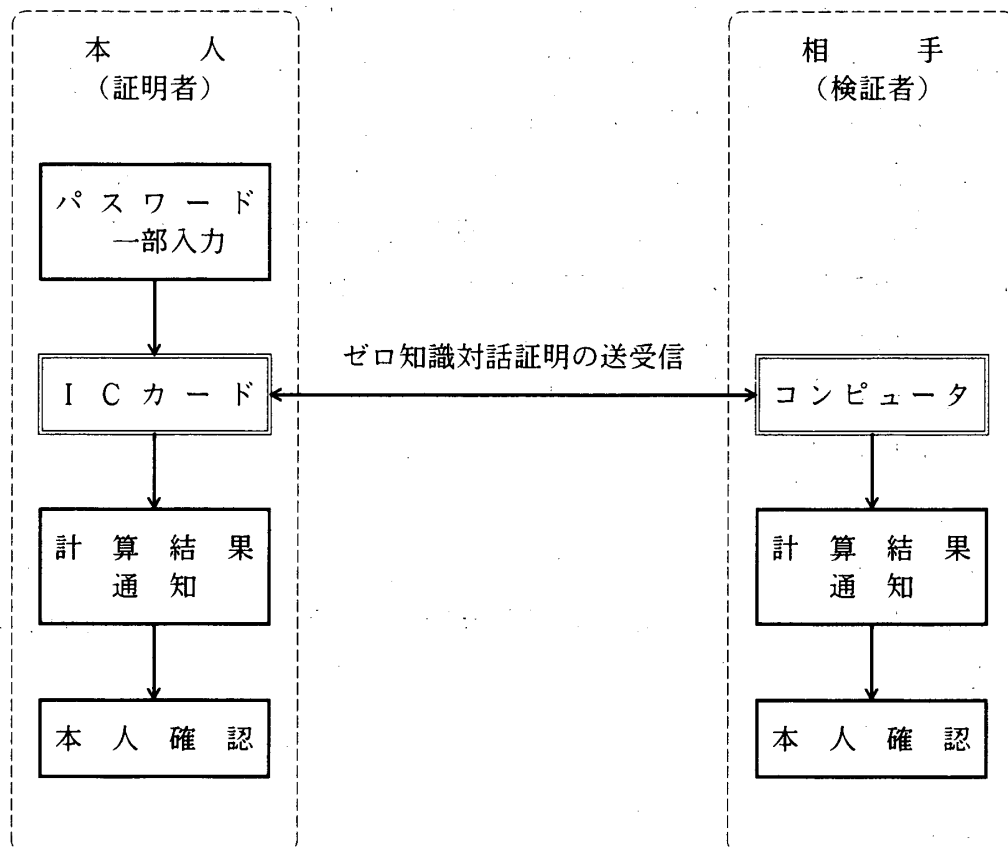 本人
（証明者）
パスワード
一部入力
ＩＣカード
計算結果
通知
本人確認
ゼロ知識対話証明の送受信
相手
（検証者）
コンピュータ
計算結果
通知
本人確認